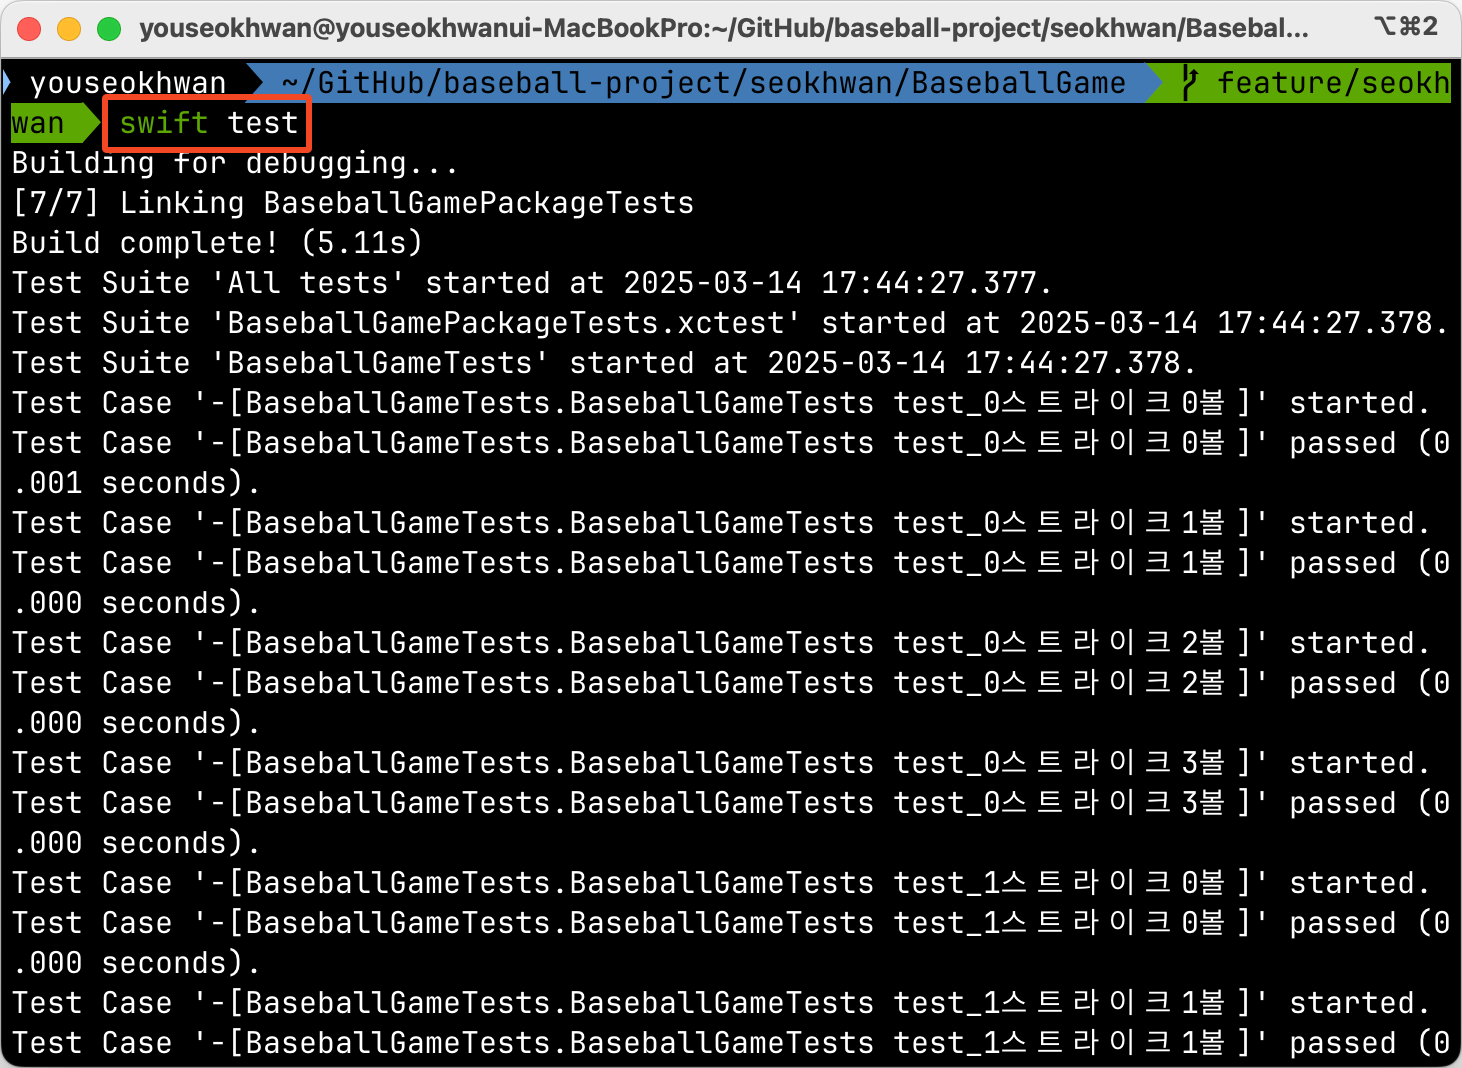 youseokhwan@youseokhwanui-MacBookPro:~/GitHub/baseball-project/seokhwan/Basebal... ⌥⌘2
youseokhwan ~/GitHub/baseball-project/seokhwan/BaseballGame feature/seokh
wan swift test
Building for debugging...
[7/7] Linking BaseballGamePackageTests
Build complete! (5.11s)
Test Suite 'All tests' started at 2025-03-14 17:44:27.377.
Test Suite 'BaseballGamePackageTests.xctest' started at 2025-03-14 17:44:27.378.
Test Suite 'BaseballGameTests' started at 2025-03-14 17:44:27.378.
Test Case '-[BaseballGameTests.BaseballGameTests test_0스트라이크0볼]' started.
Test Case '-[BaseballGameTests.BaseballGameTests test_0스트라이크0볼]' passed (0
.001 seconds).
Test Case '-[BaseballGameTests.BaseballGameTests test_0스트라이크1볼]' started.
Test Case '-[BaseballGameTests.BaseballGameTests test_0스트라이크1볼]' passed (0
.000 seconds).
Test Case '-[BaseballGameTests.BaseballGameTests test_0스트라이크2볼]' started.
Test Case '-[BaseballGameTests.BaseballGameTests test_0스트라이크2볼]' passed (0
.000 seconds).
Test Case '-[BaseballGameTests.BaseballGameTests test_0스트라이크3볼]' started.
Test Case '-[BaseballGameTests.BaseballGameTests test_0스트라이크3볼]' passed (0
.000 seconds).
Test Case '-[BaseballGameTests.BaseballGameTests test_1스트라이크0볼]' started.
Test Case '-[BaseballGameTests.BaseballGameTests test_1스트라이크0볼]' passed (0
.000 seconds).
Test Case '-[BaseballGameTests.BaseballGameTests test_1스트라이크1볼]' started.
Test Case '-[BaseballGameTests.BaseballGameTests test_1스트라이크1볼]' passed (0